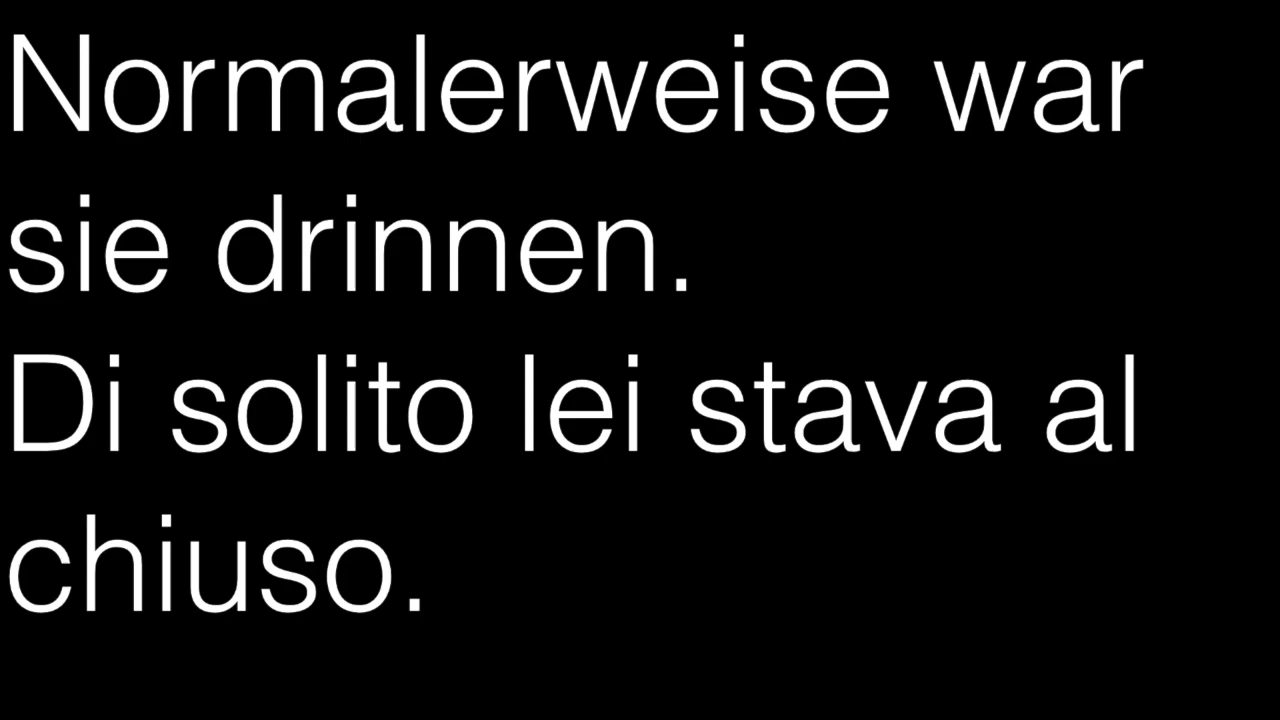 Normalerweise war
sie drinnen.
Di solito lei stava al
chiuso.